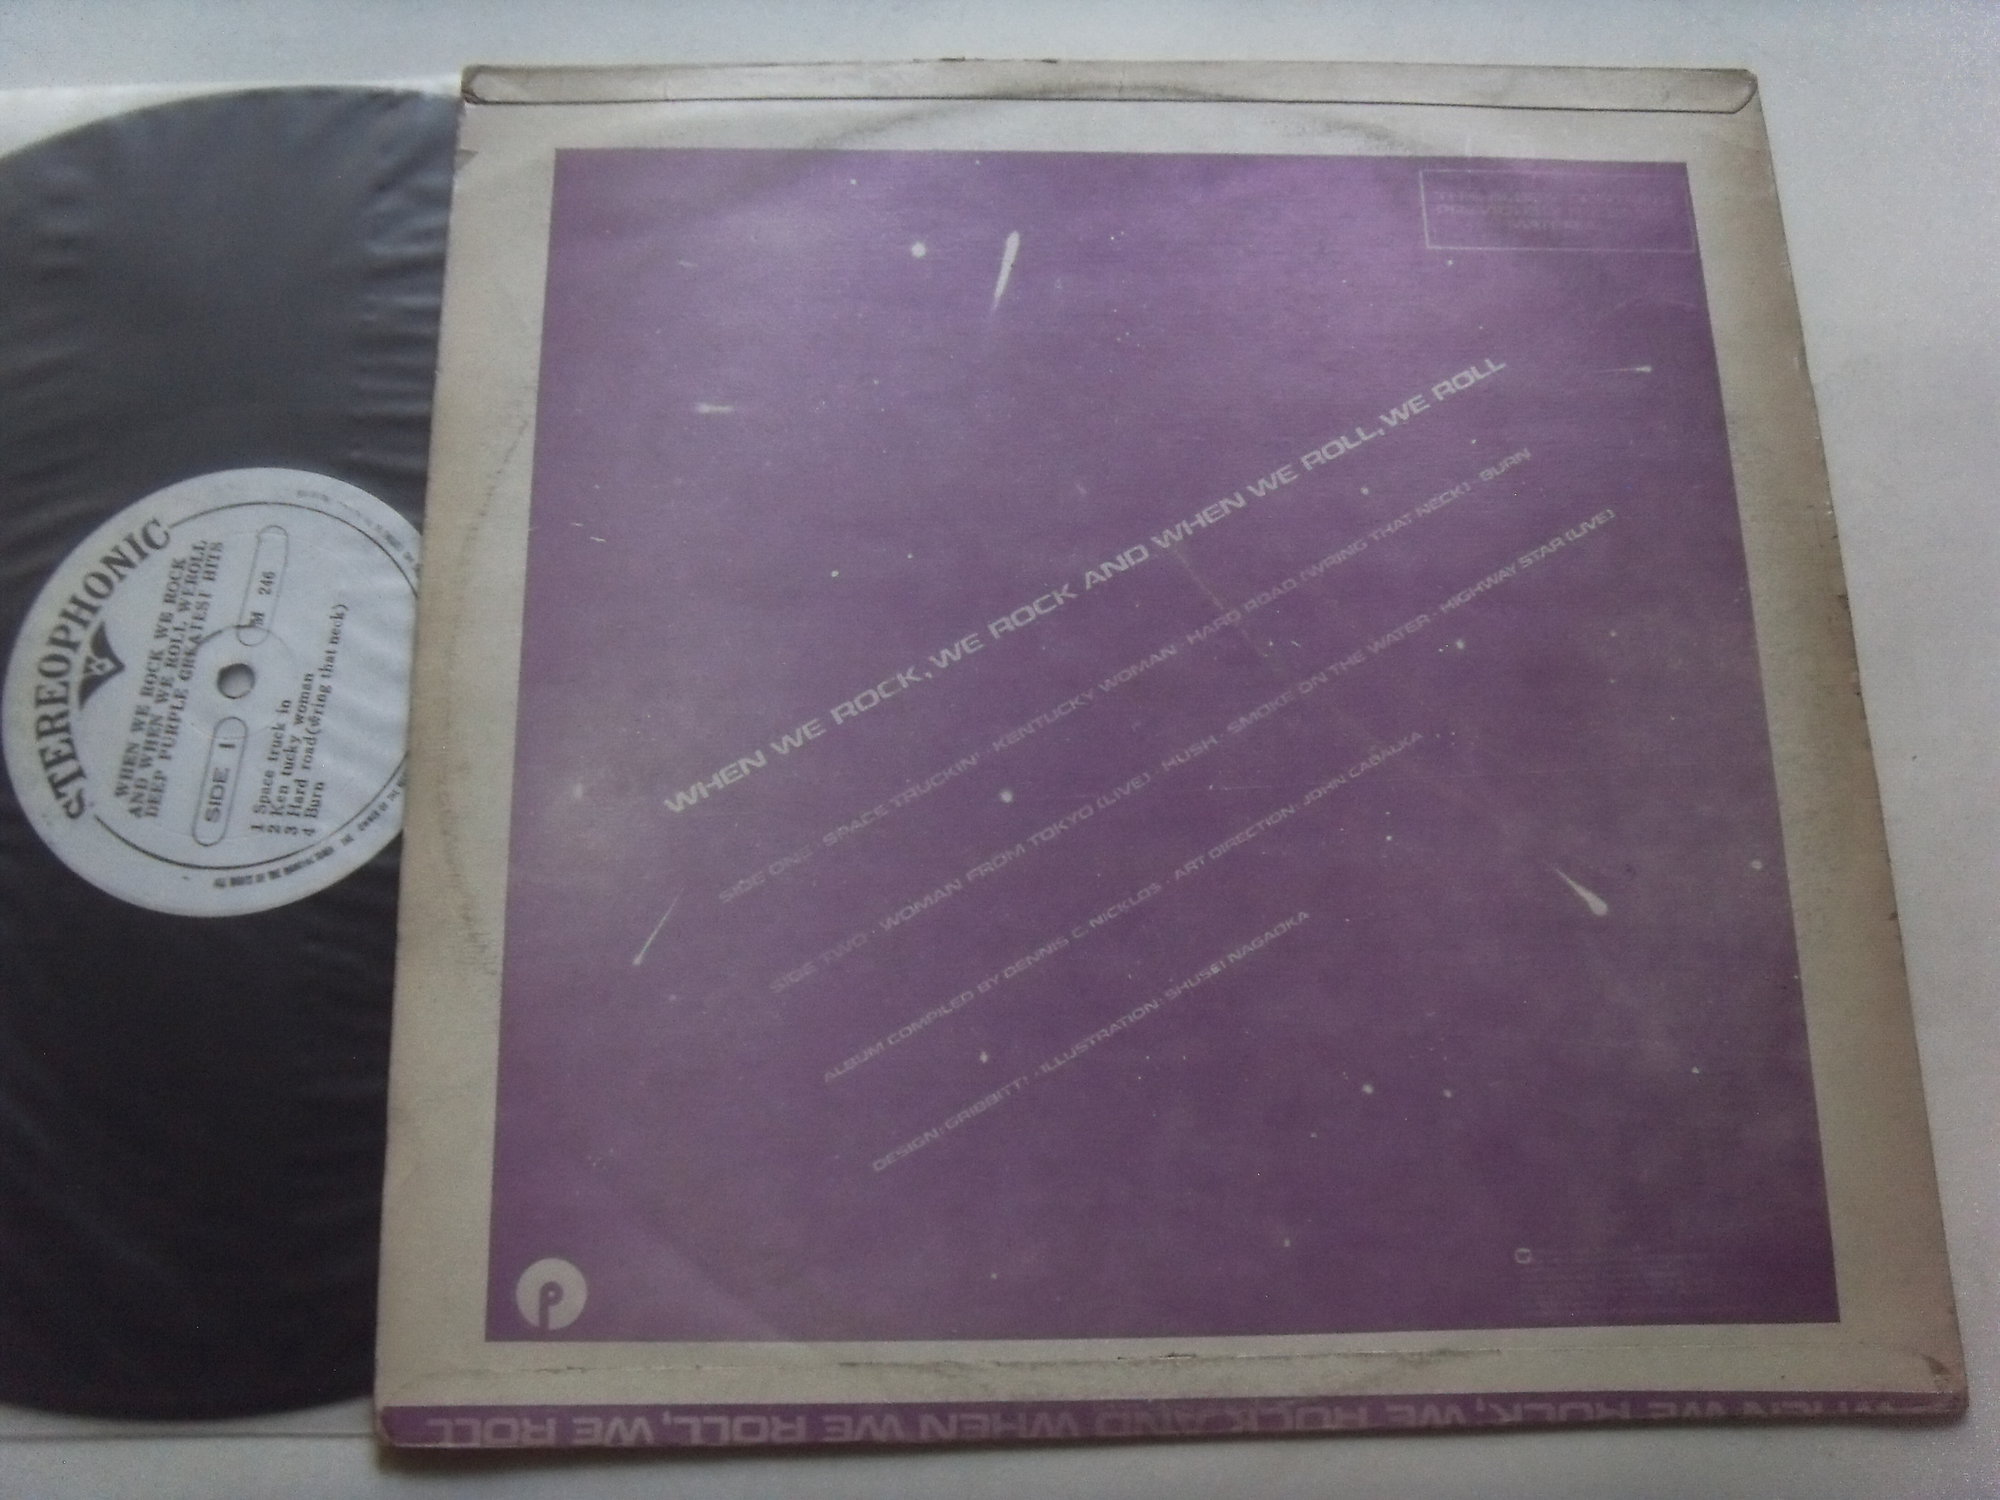 STEREOPHONIC
WHEN WE ROCK WE ROCK
AND WHEN WE ROLL, WEROLL
DEEP PURPLE GREATEST HITS
SIDE 1
246
1 Space truck in
2 Ken tucky woman
3 Hard road(wring that neck)
4 Burn
WHEN WE ROCK, WE ROCK AND WHEN WE ROLL, WE ROLL
SIDE ONE · SPACE TRUCKIN' · KENTUCKY WOMAN · HARD ROAD (WRING THAT NECK) · BURN
SIDE TWO · WOMAN FROM TOKYO (LIVE) · HUSH · SMOKE ON THE WATER · HIGHWAY STAR (LIVE)
ALBUM COMPILED BY DENNIS C. NICKLOS · ART DIRECTION: JOHN CABALKA
DESIGN: GRIBBITT! · ILLUSTRATION: SHUSEI NAGAOKA
P
WHEN WE ROCK, WE ROCK AND WHEN WE ROLL, WE ROLL